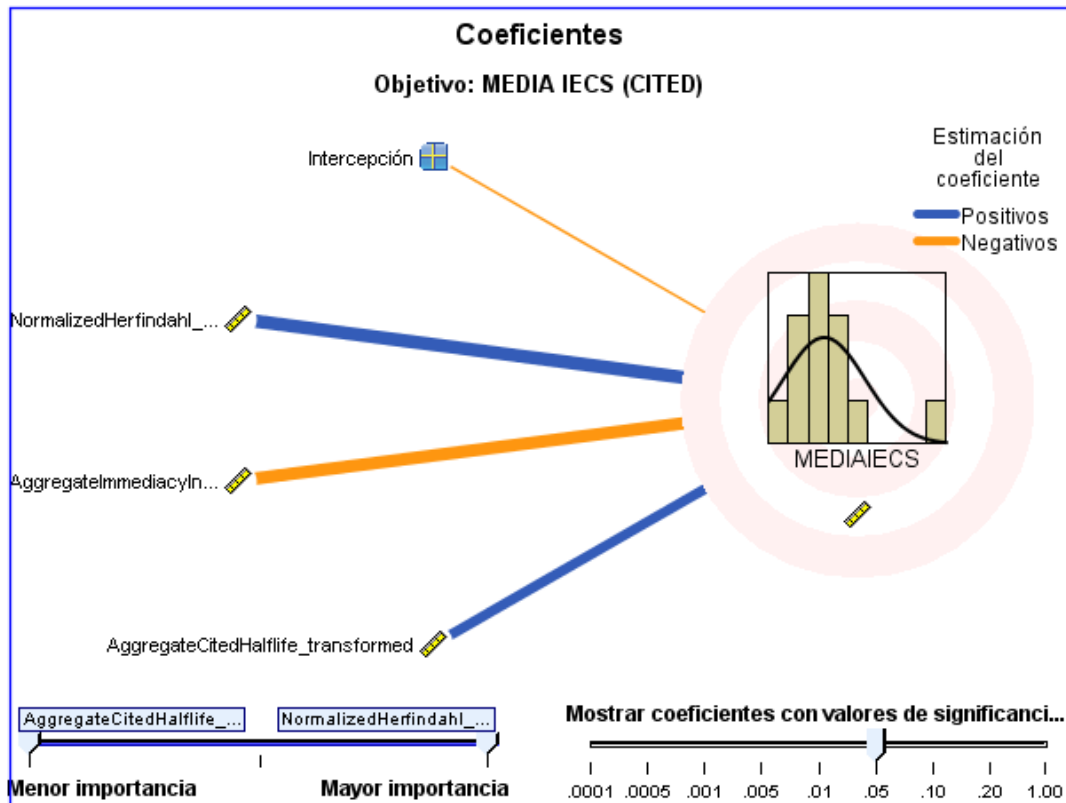 Coeficientes
Objetivo: MEDIA IECS (CITED)
Intercepción
Estimación
del
coeficiente
Positivos
Negativos
NormalizedHerfindahl_...
AggregateImmediacyIn...
MEDIAIECS
AggregateCitedHalflife_transformed
AggregateCitedHalflife_...
NormalizedHerfindahl_...
Menor importancia
Mayor importancia
Mostrar coeficientes con valores de significanci...
.0001 .0005 .001 .005 .01 .05 .10 .20 1.00